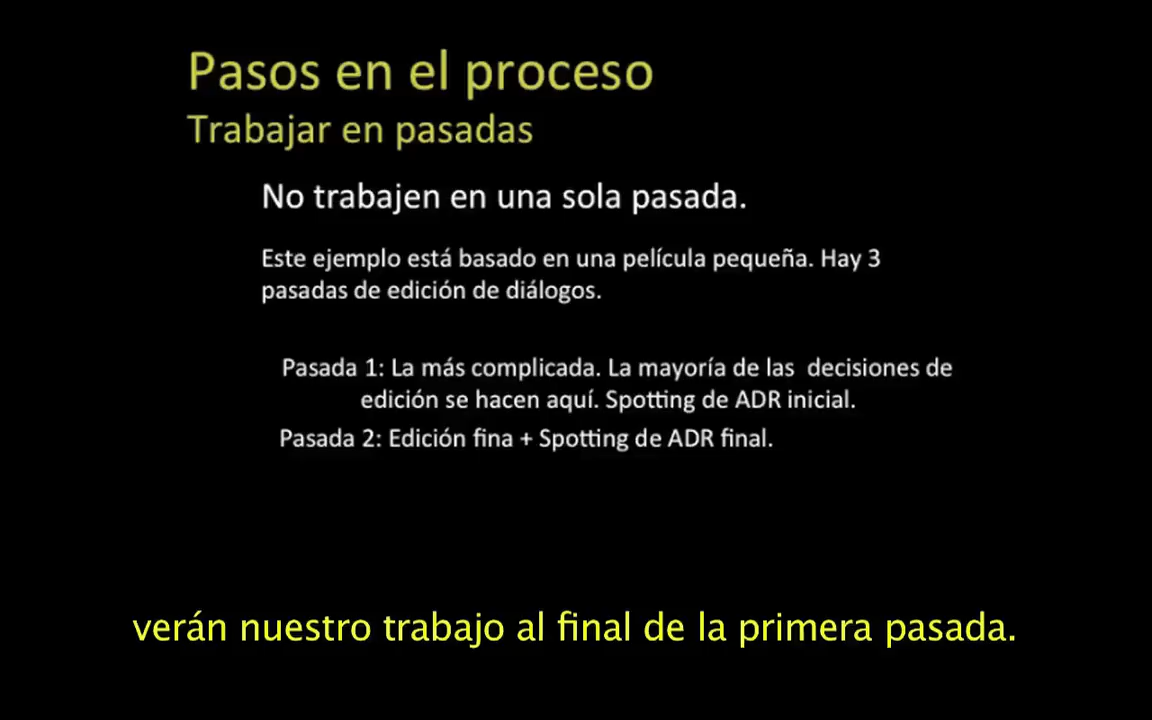 Pasos en el proceso
Trabajar en pasadas
No trabajen en una sola pasada.
Este ejemplo está basado en una película pequeña. Hay 3
pasadas de edición de diálogos.
Pasada 1: La más complicada. La mayoría de las  decisiones de
edición se hacen aquí. Spotting de ADR inicial.
Pasada 2: Edición fina + Spotting de ADR final.
verán nuestro trabajo al final de la primera pasada.